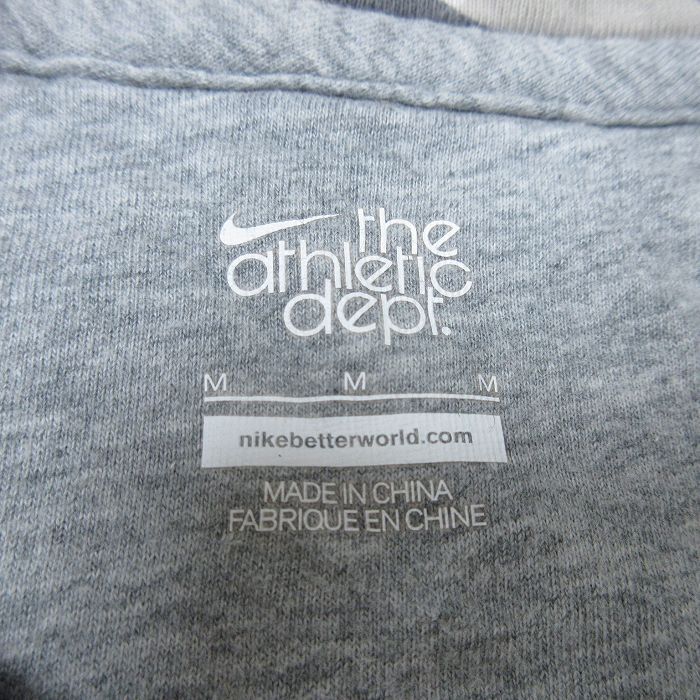 the
athletic
dept.
M M M
nikebetterworld.com
MADE IN CHINA
FABRIQUE EN CHINE